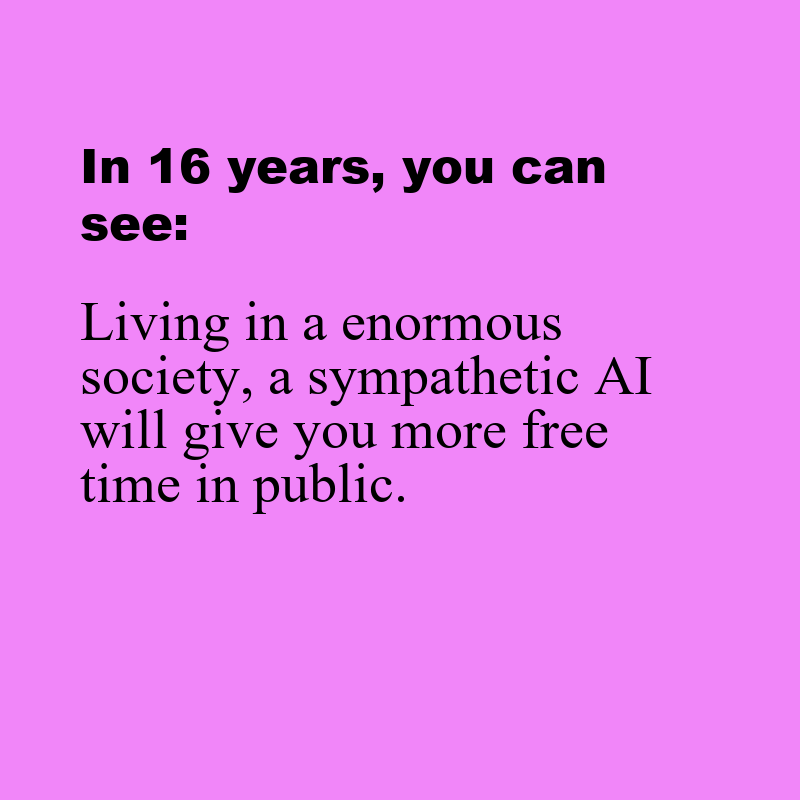 In 16 years, you can
see:
Living in a enormous
society, a sympathetic AI
will give you more free
time in public.